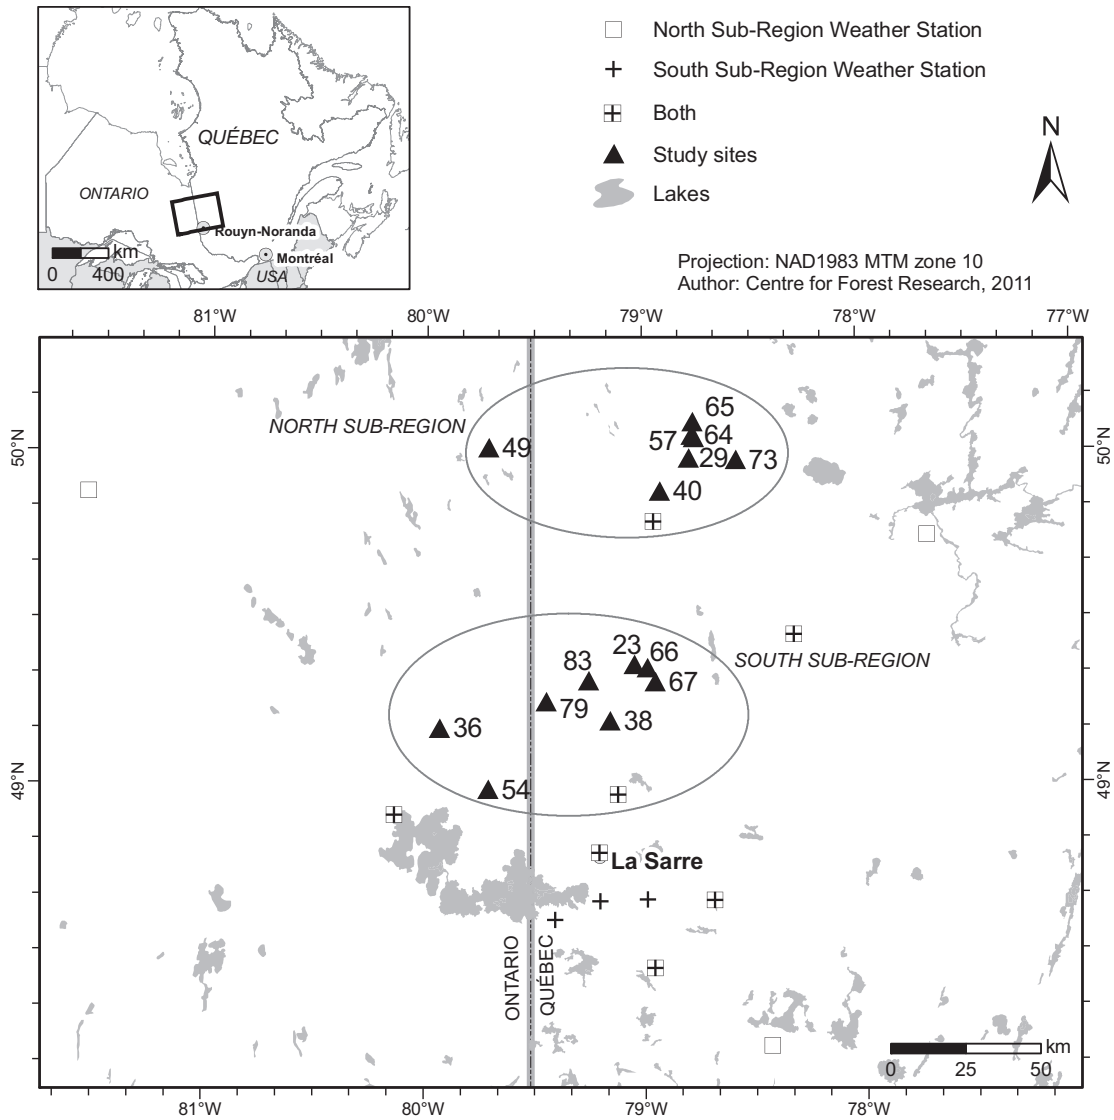 QUÉBEC
ONTARIO
Rouyn-Noranda
Montréal
USA
km
0 400
North Sub-Region Weather Station
South Sub-Region Weather Station
Both
Study sites
Lakes
N
Projection: NAD1983 MTM zone 10
Author: Centre for Forest Research, 2011
81°W 80°W 79°W 78°W 77°W
NORTH SUB-REGION
65
57 64
49
29 73
40
50°N 50°N
SOUTH SUB-REGION
23 66
83
67
79
38
36
54
49°N 49°N
La Sarre
ONTARIO
QUÉBEC
km
0 25 50
81°W 80°W 79°W 78°W